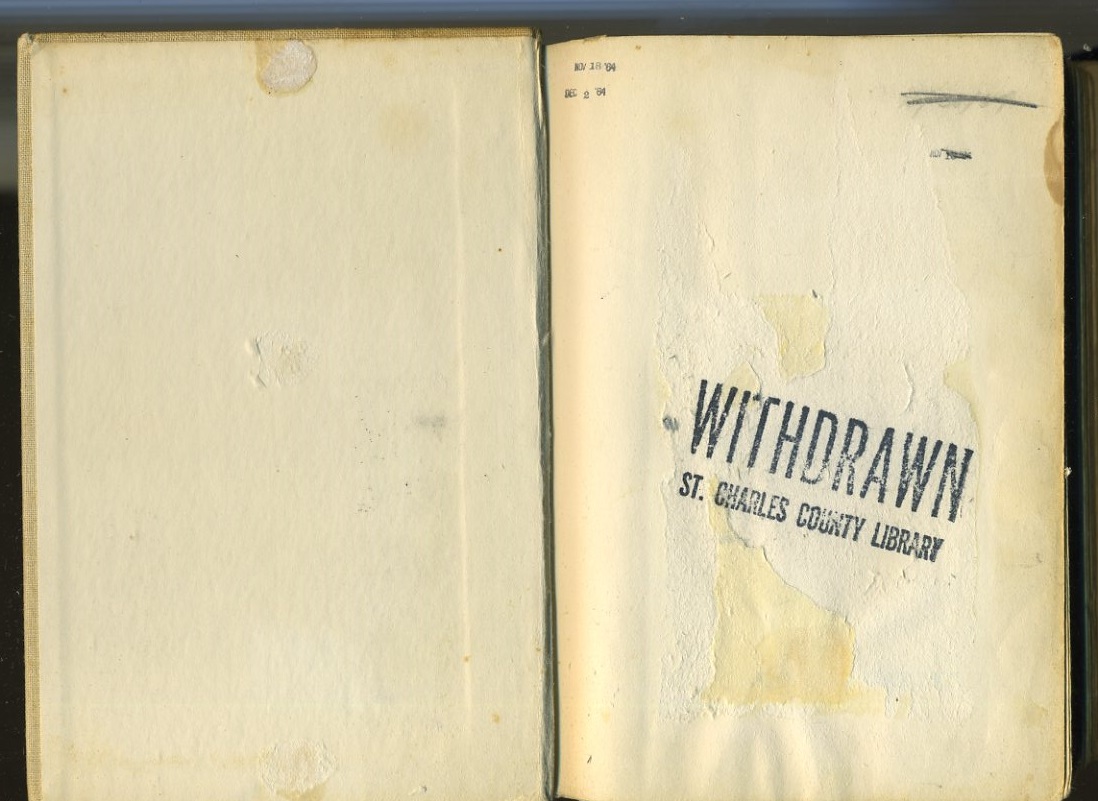 NOV 18 '64
DEC 2 '64
WITHDRAWN
ST. CHARLES COUNTY LIBRARY